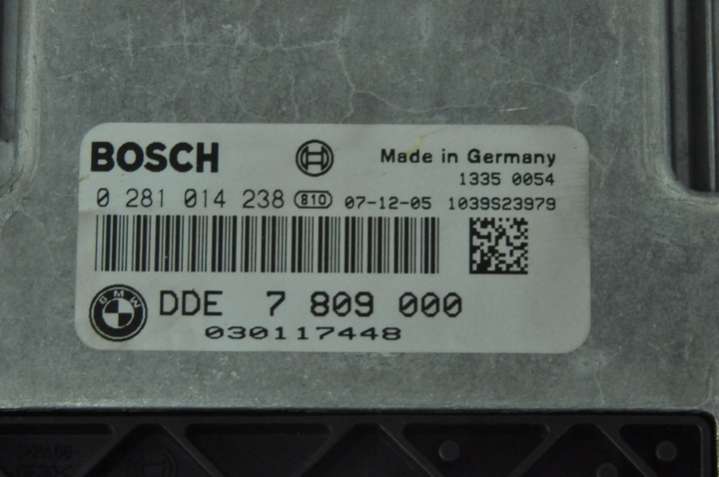 BOSCH
Made in Germany
1335 0054
0 281 014 238 810 07-12-05 1039S23979
BMW
DDE 7 809 000
030117448